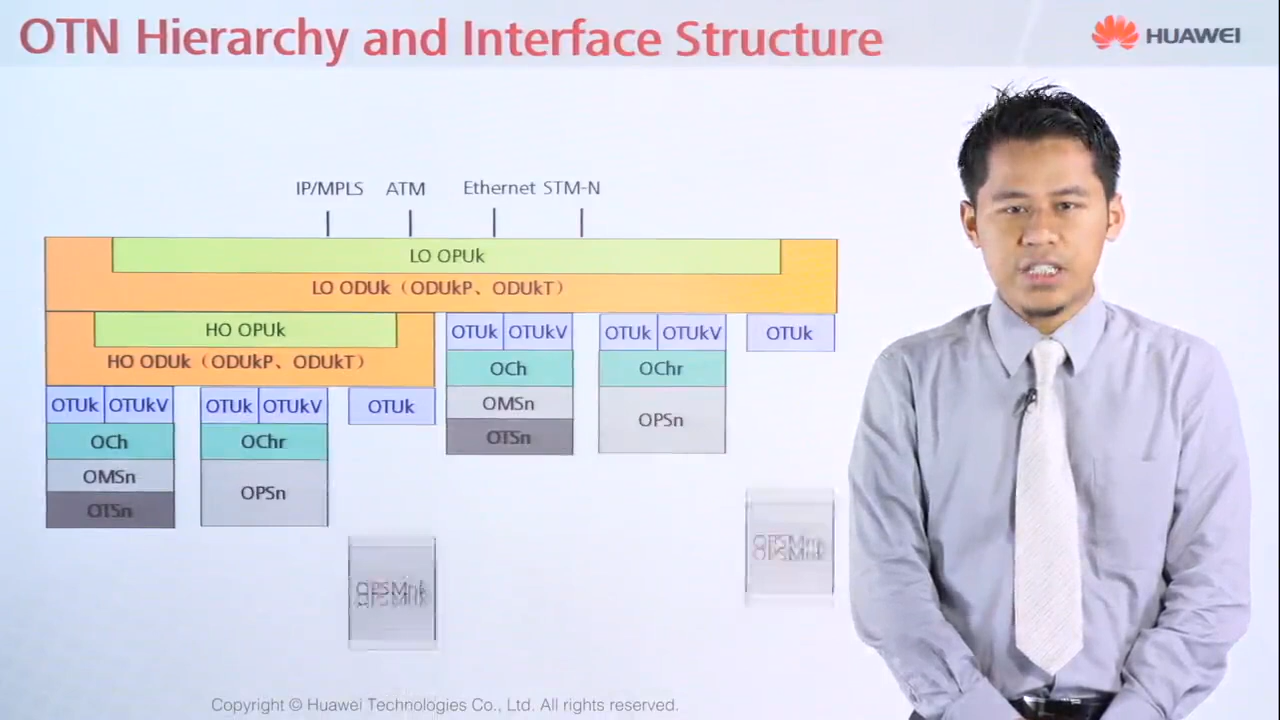 OTN Hierarchy and Interface Structure
HUAWEI
IP/MPLS ATM Ethernet STM-N
LO OPUk
LO ODUk（ODUkP、ODUkT）
HO OPUk
HO ODUk（ODUkP、ODUkT）
OTUk OTUkV OTUk OTUkV OTUk
OCh OChr
OMSn OPSn
OTSn
OTUk OTUkV OTUk OTUkV OTUk
OCh OChr
OMSn OPSn
OTSn
Copyright © Huawei Technologies Co., Ltd. All rights reserved.